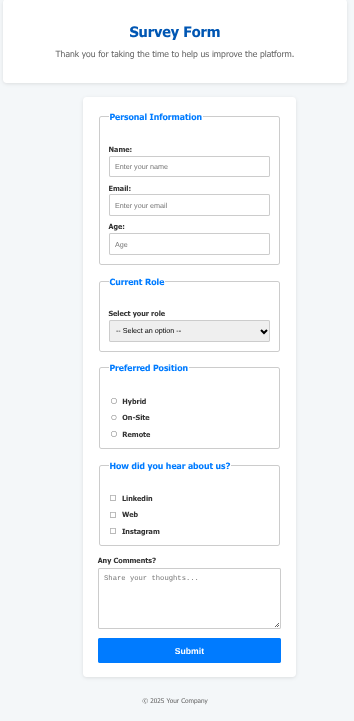 Survey Form
Thank you for taking the time to help us improve the platform.
Personal Information
Name:
Enter your name
Email:
Enter your email
Age:
Age
Current Role
Select your role
-- Select an option --
Preferred Position
Hybrid
On-Site
Remote
How did you hear about us?
Linkedin
Web
Instagram
Any Comments?
Share your thoughts...
Submit
© 2025 Your Company